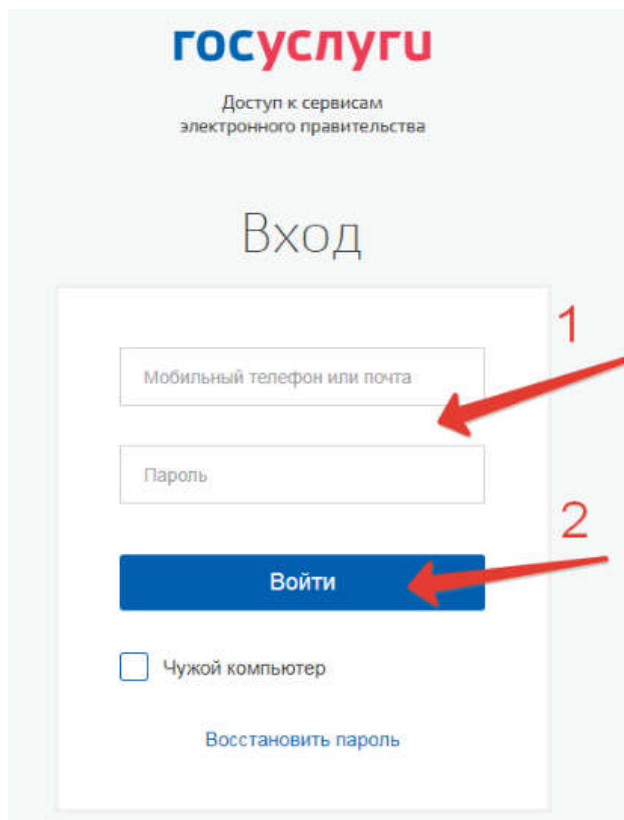 госуслуги
Доступ к сервисам
электронного правительства
Вход
1
Мобильный телефон или почта
Пароль
2
Войти
Чужой компьютер
Восстановить пароль